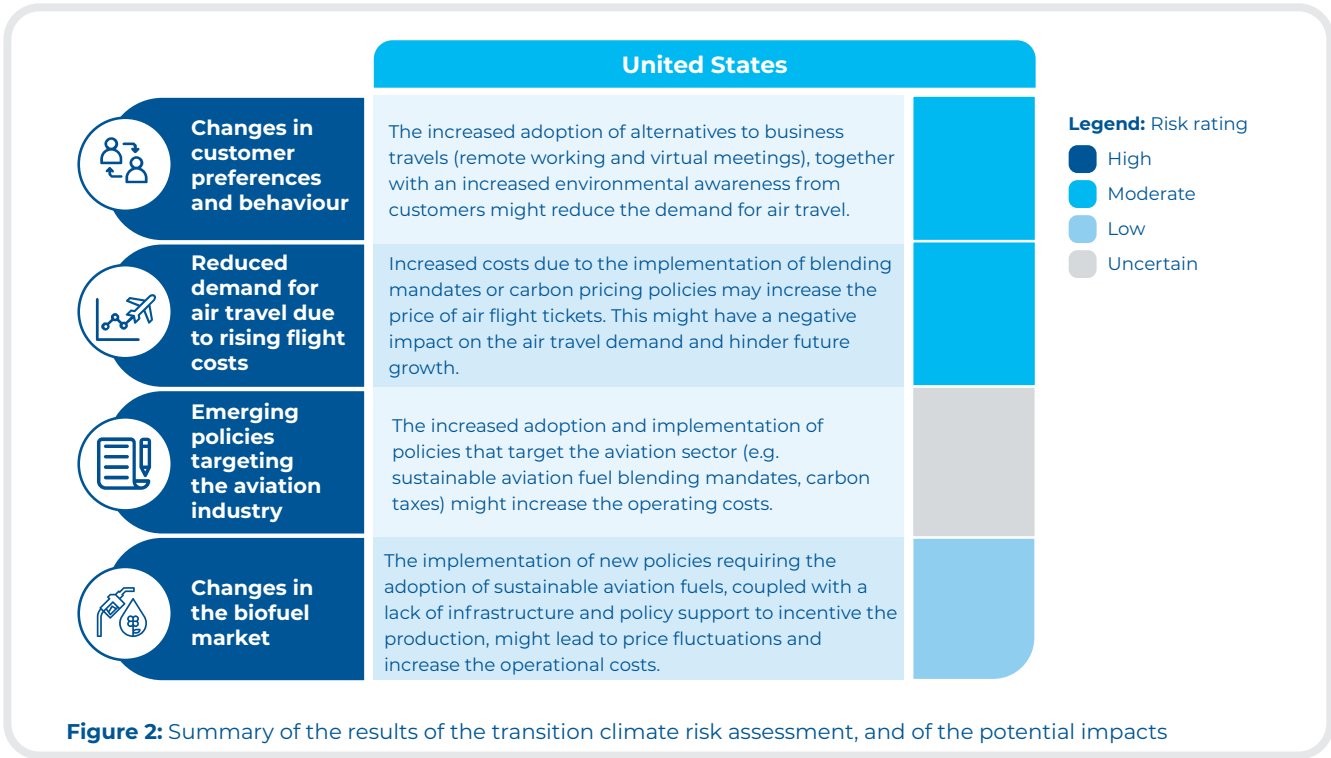 United States
Changes in
customer
preferences
and behaviour
The increased adoption of alternatives to business
travels (remote working and virtual meetings), together
with an increased environmental awareness from
customers might reduce the demand for air travel.
Legend: Risk rating
High
Moderate
Low
Uncertain
Reduced
demand for
air travel due
to rising flight
costs
Increased costs due to the implementation of blending
mandates or carbon pricing policies may increase the
price of air flight tickets. This might have a negative
impact on the air travel demand and hinder future
growth.
Emerging
policies
targeting
the aviation
industry
The increased adoption and implementation of
policies that target the aviation sector (e.g.
sustainable aviation fuel blending mandates, carbon
taxes) might increase the operating costs.
Changes in
the biofuel
market
The implementation of new policies requiring the
adoption of sustainable aviation fuels, coupled with a
lack of infrastructure and policy support to incentive the
production, might lead to price fluctuations and
increase the operational costs.
Figure 2: Summary of the results of the transition climate risk assessment, and of the potential impacts